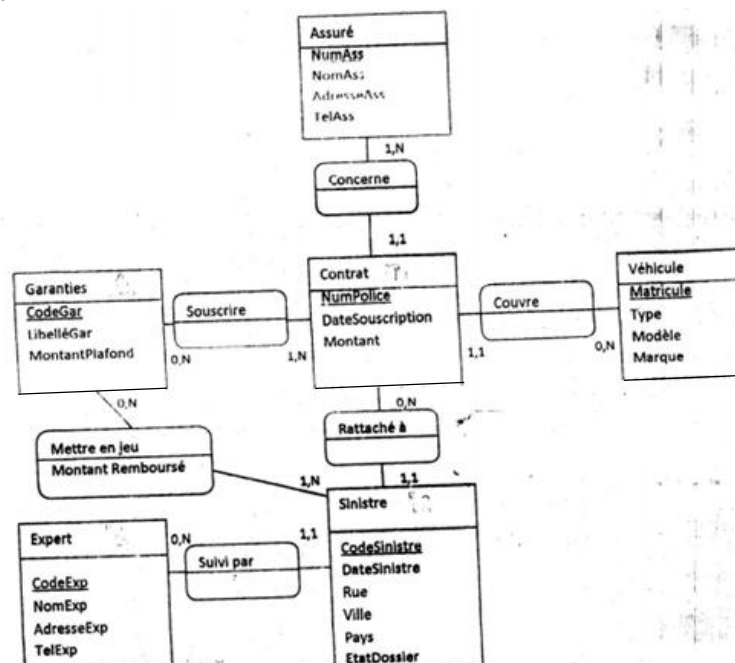 Assuré
NumAss
NomAss
AdresseAss
TelAss
1,N
Concerne
1,1
Garanties
CodeGar
LibelléGar
MontantPlafond
0,N
Souscrire
1,N
Contrat
NumPolice
DateSouscription
Montant
1,1
Couvre
0,N
Véhicule
Matricule
Type
Modèle
Marque
0,N
Mettre en jeu
Montant Remboursé
1,N
0,N
Rattaché à
1,1
Sinistre
CodeSinistre
DateSinistre
Rue
Ville
Pays
EtatDossier
Expert
CodeExp
NomExp
AdresseExp
TelExp
0,N
Suivi par
1,1